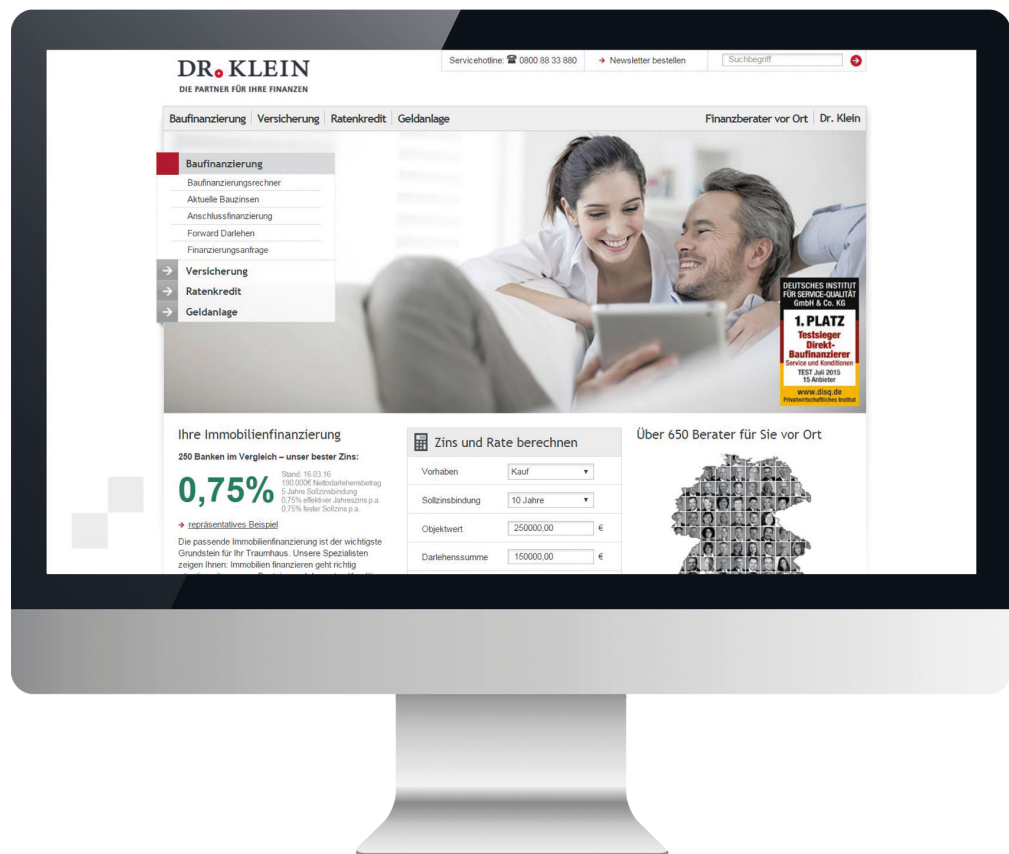 DR. KLEIN
DIE PARTNER FÜR IHRE FINANZEN
Servicehotline: ☎ 0800 88 33 880
Newsletter bestellen
Suchbegriff
Baufinanzierung
Versicherung
Ratenkredit
Geldanlage
Finanzberater vor Ort
Dr. Klein
Baufinanzierung
Baufinanzierungsrechner
Aktuelle Bauzinsen
Anschlussfinanzierung
Forward Darlehen
Finanzierungsanfrage
Versicherung
Ratenkredit
Geldanlage
DEUTSCHES INSTITUT
FÜR SERVICE-QUALITÄT
GmbH & Co. KG
1. PLATZ
Testsieger
Direkt-
Baufinanzierer
Service und Konditionen
TEST Juli 2015
15 Anbieter
www.disq.de
Privatwirtschaftliches Institut
Ihre Immobilienfinanzierung
250 Banken im Vergleich – unser bester Zins:
0,75%
Stand: 16.03.16
190.000€ Nettodarlehensbetrag
5 Jahre Sollzinsbindung
0,75% effektiver Jahreszins p.a.
0,75% fester Sollzins p.a.
repräsentatives Beispiel
Die passende Immobilienfinanzierung ist der wichtigste
Grundstein für Ihr Traumhaus. Unsere Spezialisten
zeigen Ihnen: Immobilien finanzieren geht richtig
Zins und Rate berechnen
Vorhaben
Kauf
Sollzinsbindung
10 Jahre
Objektwert
250000,00 €
Darlehenssumme
150000,00 €
Über 650 Berater für Sie vor Ort